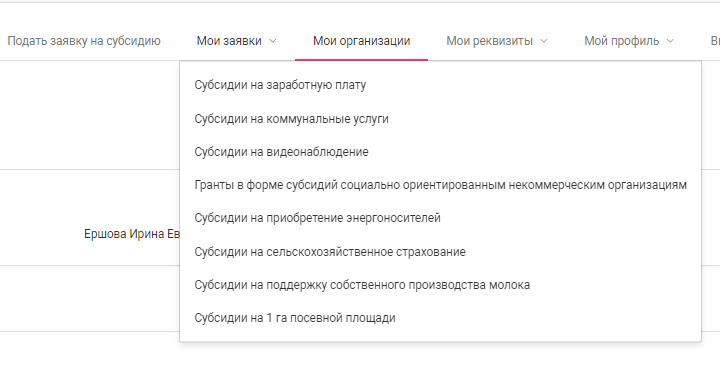 Подать заявку на субсидию Мои заявки Мои организации Мои реквизиты Мой профиль
Субсидии на заработную плату
Субсидии на коммунальные услуги
Субсидии на видеонаблюдение
Гранты в форме субсидий социально ориентированным некоммерческим организациям
Субсидии на приобретение энергоносителей
Ершова Ирина Ев
Субсидии на сельскохозяйственное страхование
Субсидии на поддержку собственного производства молока
Субсидии на 1 га посевной площади